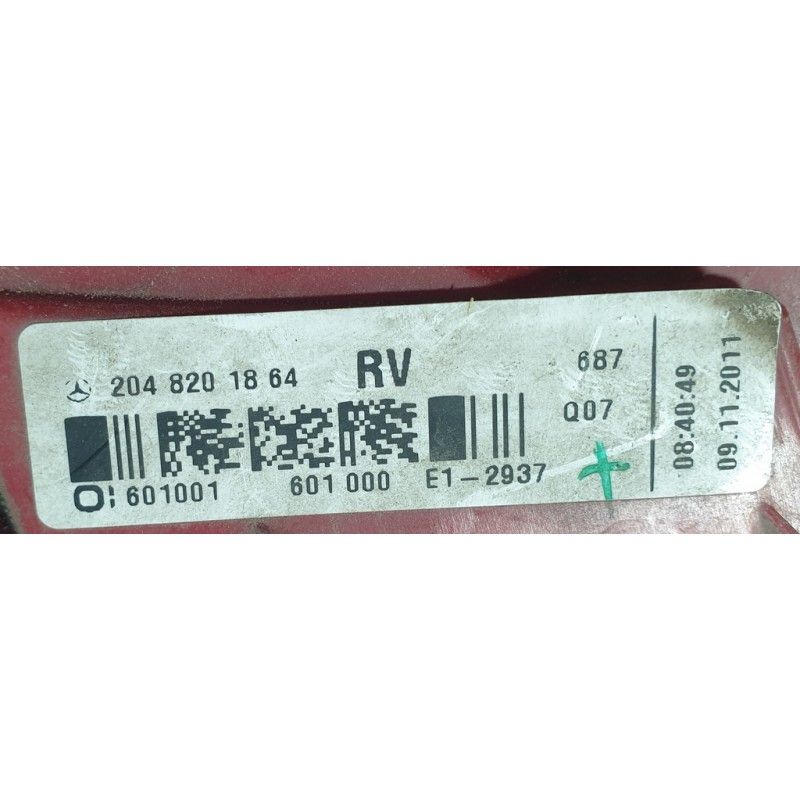 204 820 18 64 RV 687
Q07
O: 601001 601 000 E1-2937
08:40:49
09.11.2011